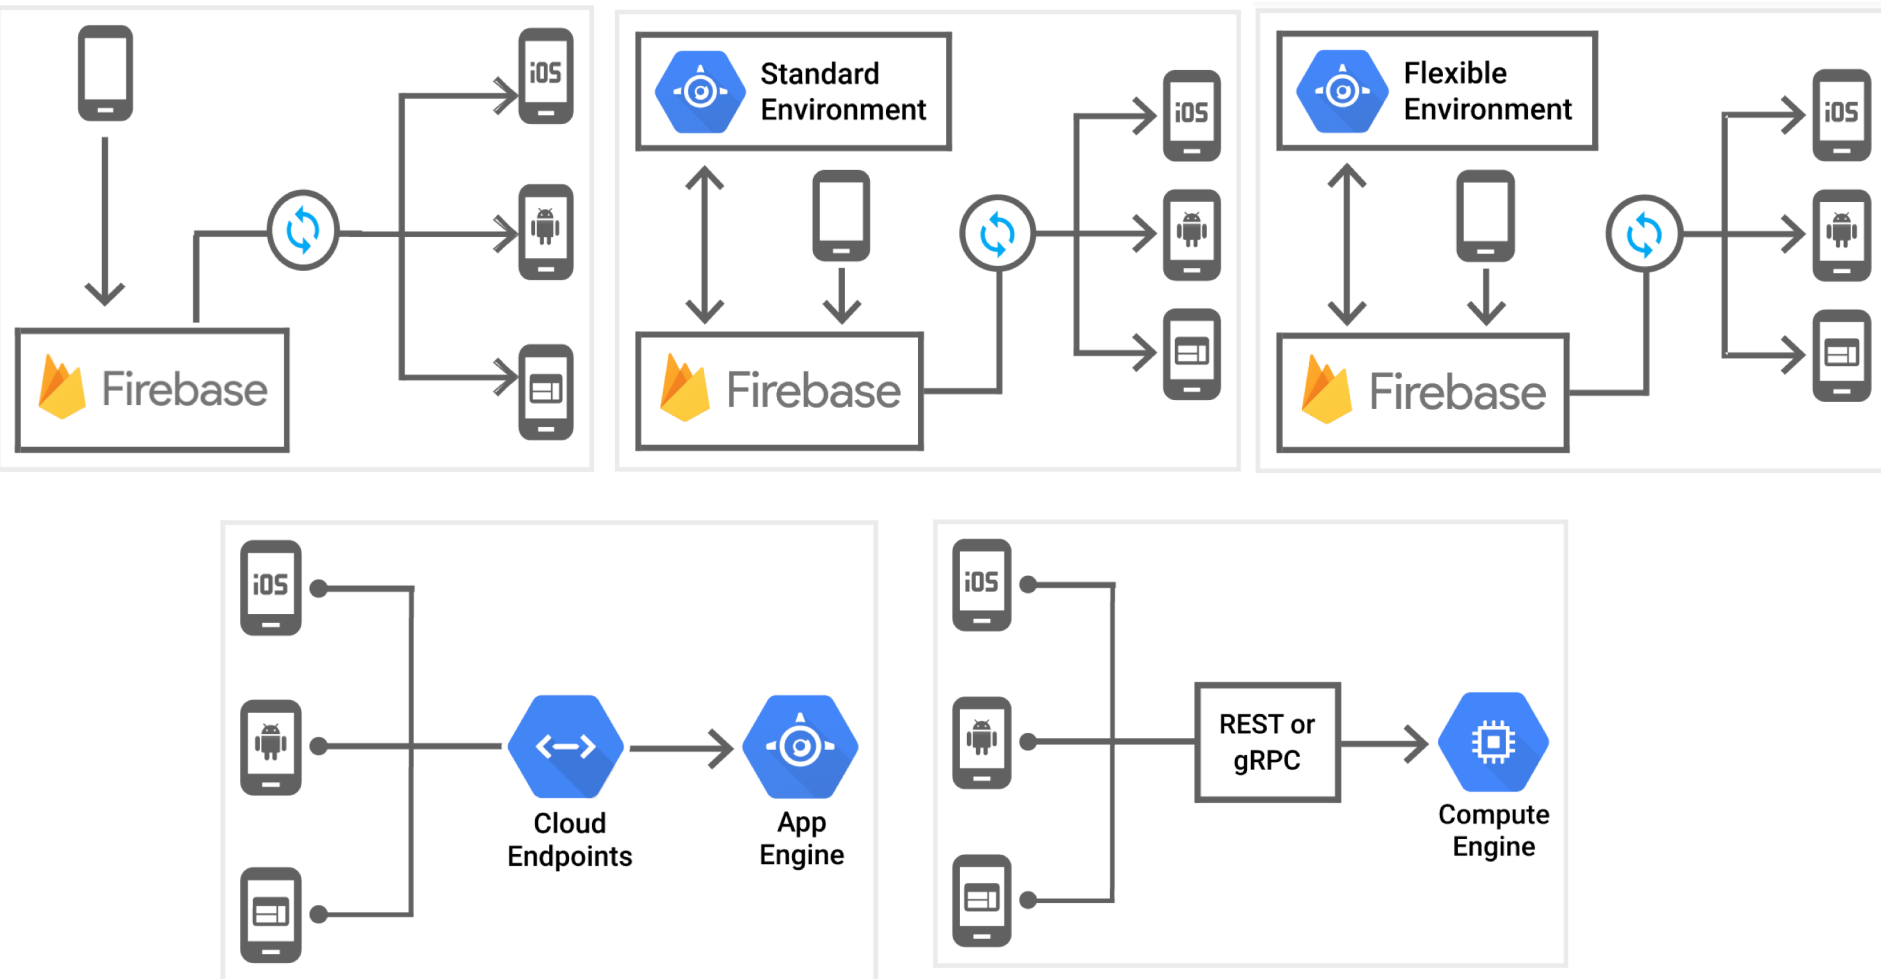 iOS
Firebase
Standard
Environment
iOS
Firebase
Flexible
Environment
iOS
Firebase
iOS
Cloud
Endpoints
App
Engine
iOS
REST or
gRPC
Compute
Engine